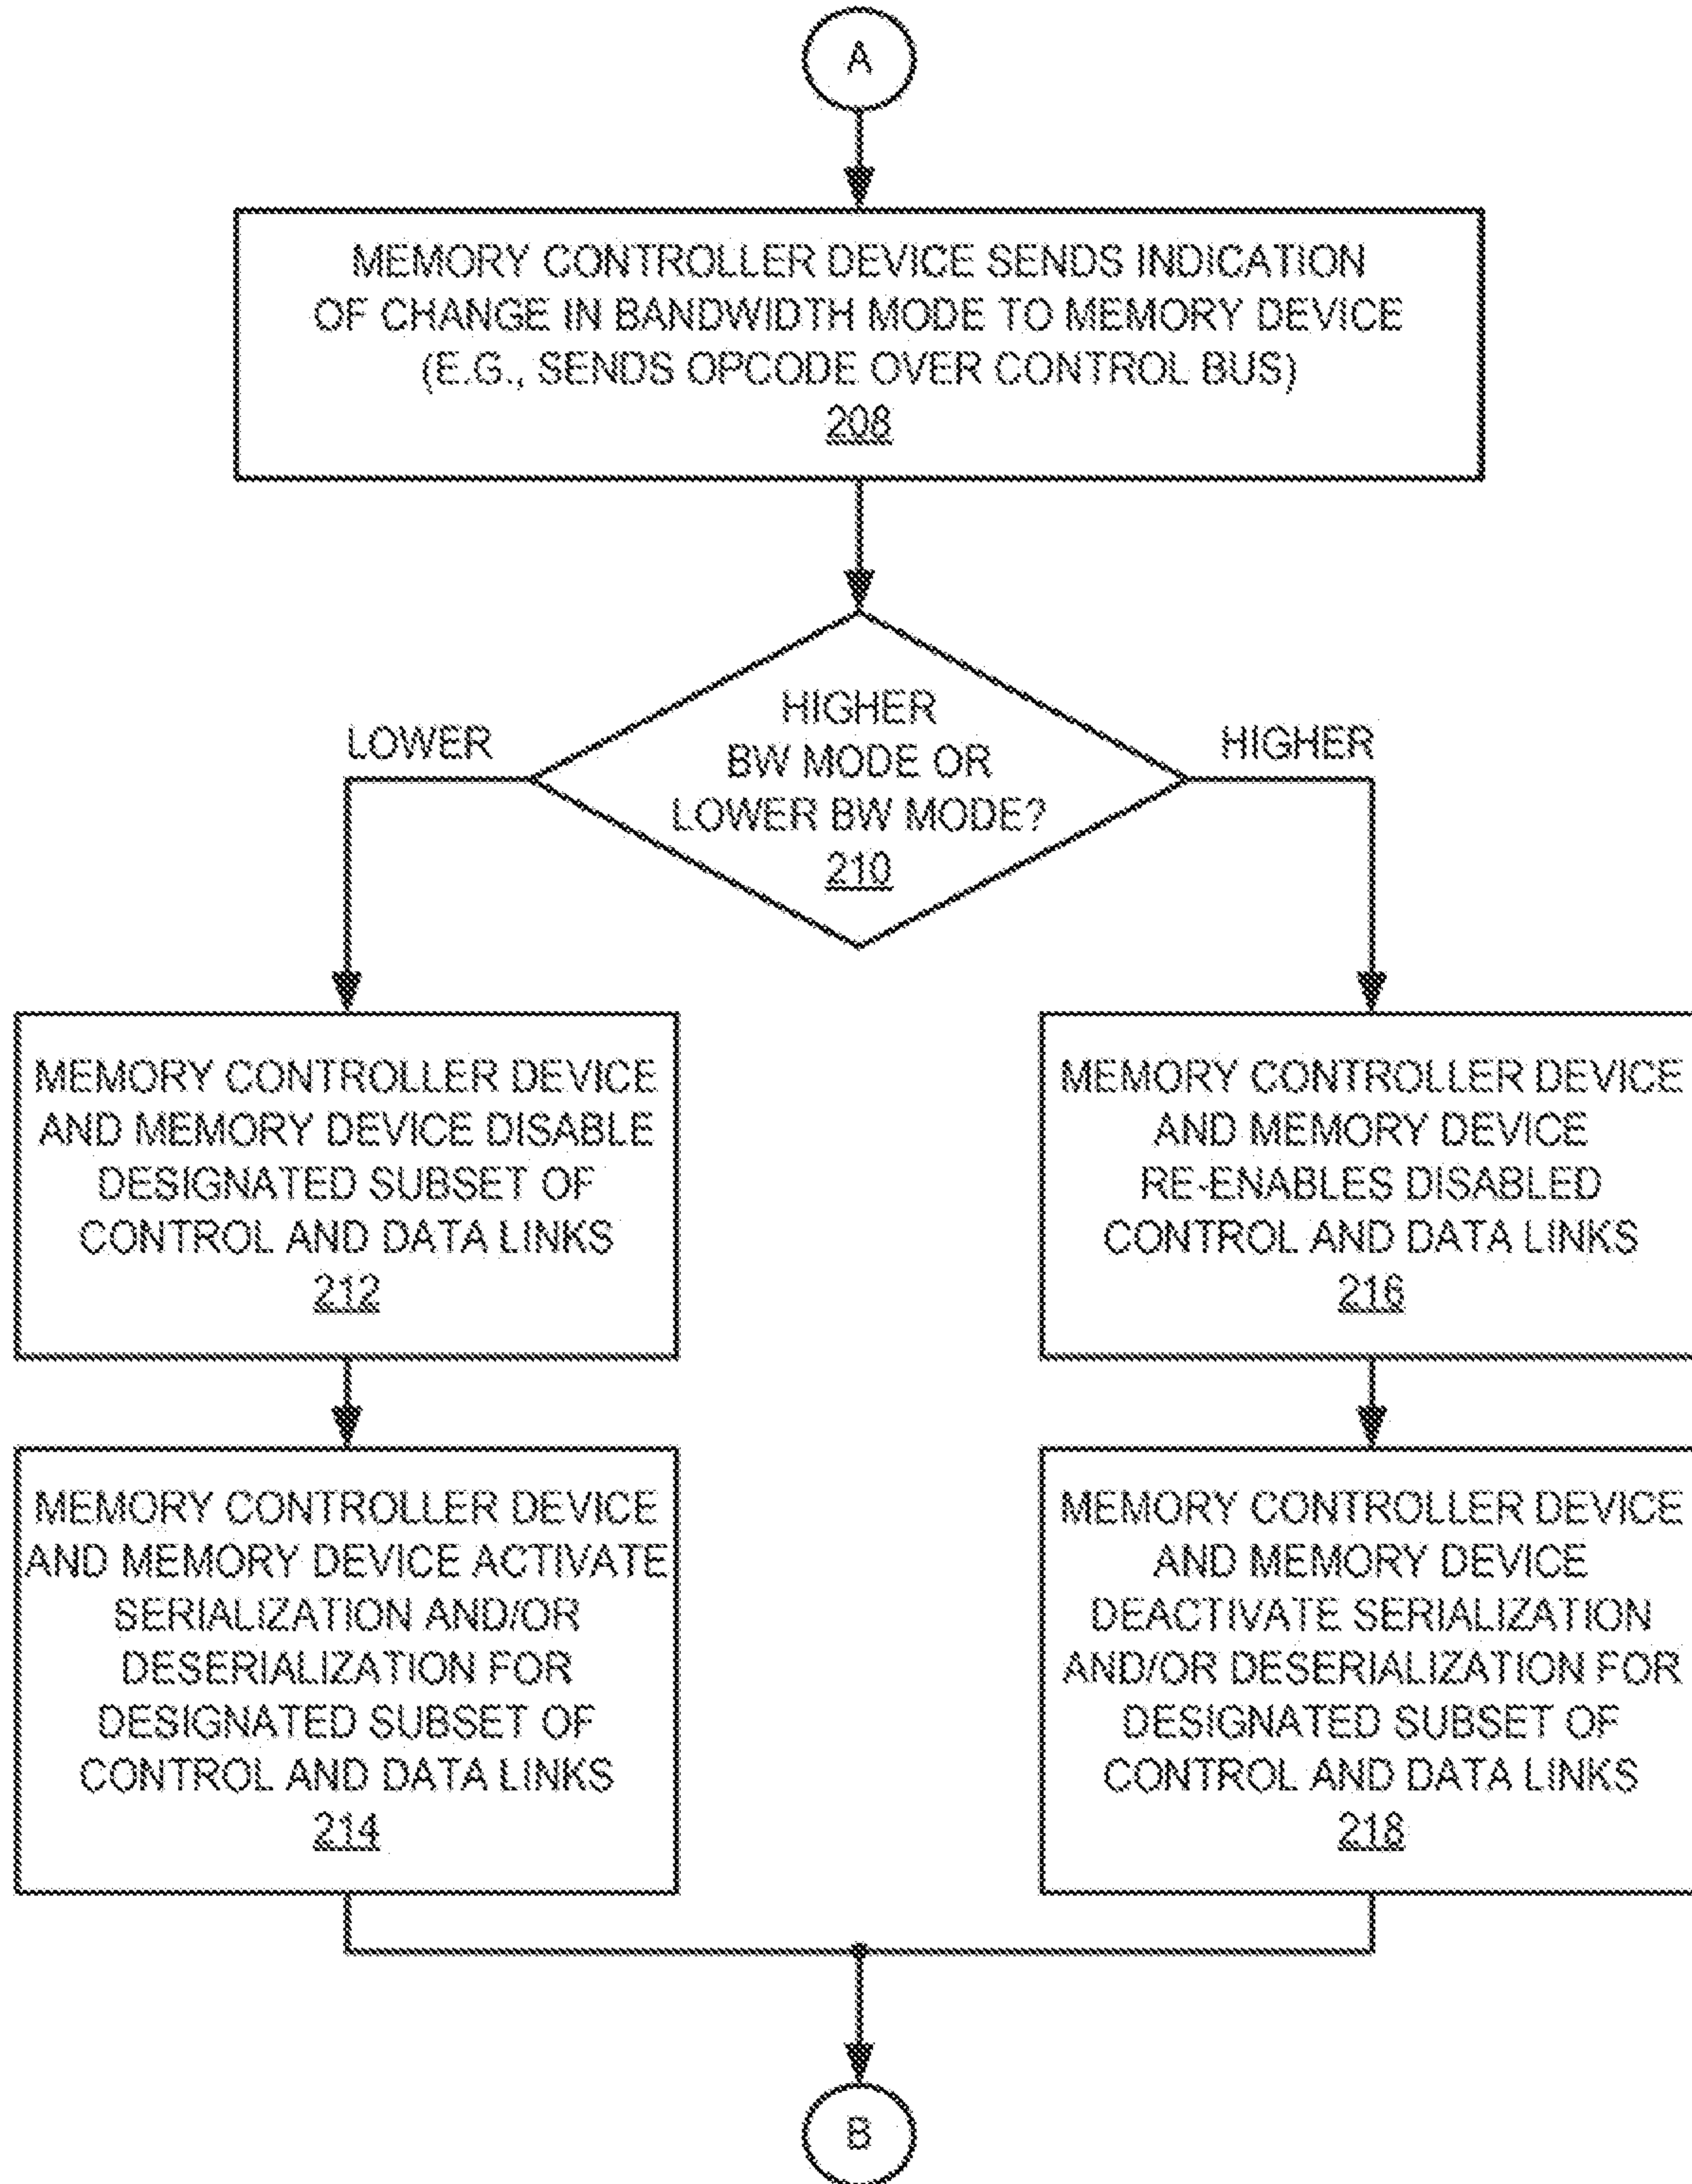 A
MEMORY CONTROLLER DEVICE SENDS INDICATION
OF CHANGE IN BANDWIDTH MODE TO MEMORY DEVICE
(E.G., SENDS OPCODE OVER CONTROL BUS)
208
HIGHER
BW MODE OR
LOWER BW MODE?
210
LOWER
HIGHER
MEMORY CONTROLLER DEVICE
AND MEMORY DEVICE DISABLE
DESIGNATED SUBSET OF
CONTROL AND DATA LINKS
212
MEMORY CONTROLLER DEVICE
AND MEMORY DEVICE
RE-ENABLES DISABLED
CONTROL AND DATA LINKS
216
MEMORY CONTROLLER DEVICE
AND MEMORY DEVICE ACTIVATE
SERIALIZATION AND/OR
DESERIALIZATION FOR
DESIGNATED SUBSET OF
CONTROL AND DATA LINKS
214
MEMORY CONTROLLER DEVICE
AND MEMORY DEVICE
DEACTIVATE SERIALIZATION
AND/OR DESERIALIZATION FOR
DESIGNATED SUBSET OF
CONTROL AND DATA LINKS
218
B